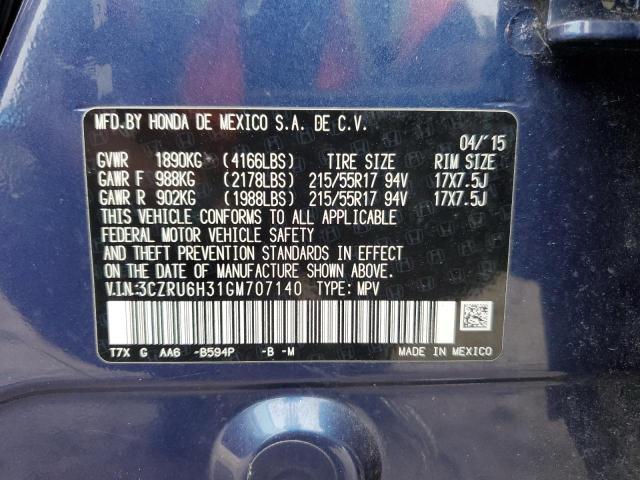 MFD. BY HONDA DE MEXICO S.A. DE C.V.
04/'15
GVWR 1890KG (4166LBS) TIRE SIZE RIM SIZE
GAWR F 988KG (2178LBS) 215/55R17 94V 17X7.5J
GAWR R 902KG (1988LBS) 215/55R17 94V 17X7.5J
THIS VEHICLE CONFORMS TO ALL APPLICABLE
FEDERAL MOTOR VEHICLE SAFETY
AND THEFT PREVENTION STANDARDS IN EFFECT
ON THE DATE OF MANUFACTURE SHOWN ABOVE.
V.I.N:3CZRU6H31GM707140 TYPE: MPV
T7X G AA6 -B594P -B -M MADE IN MEXICO